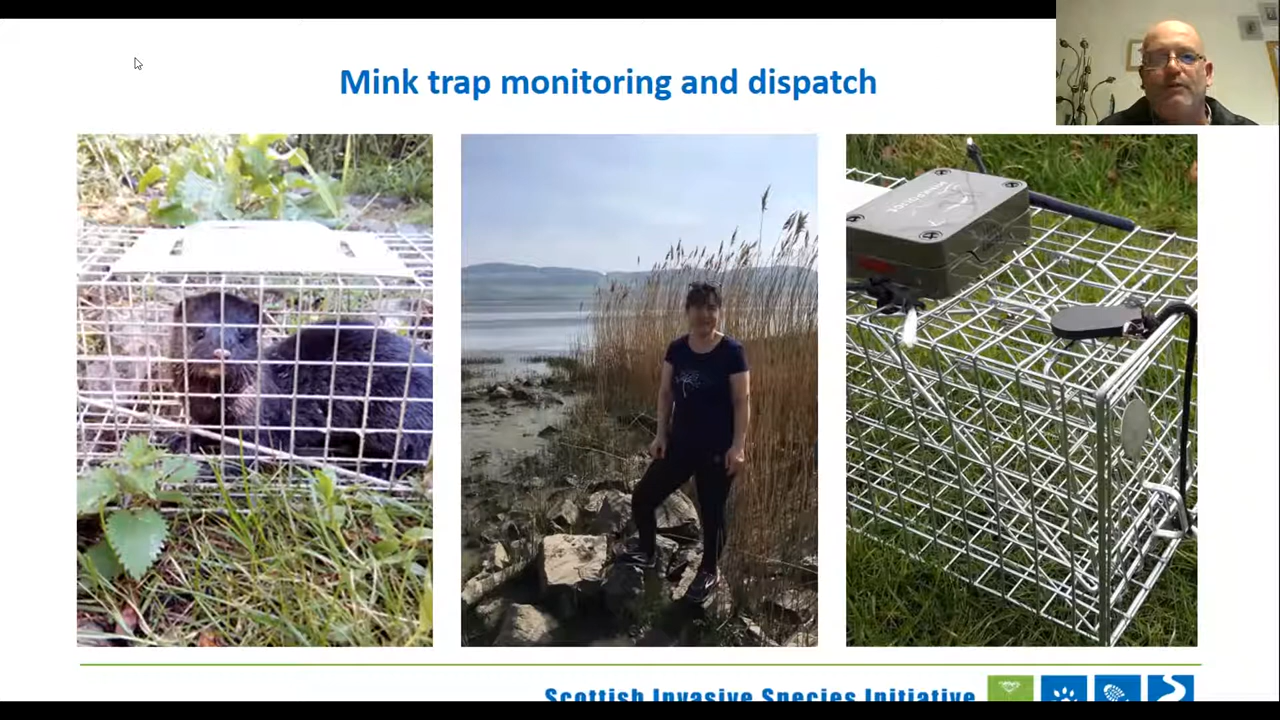 Mink trap monitoring and dispatch
Scottish Invasive Species Initiative